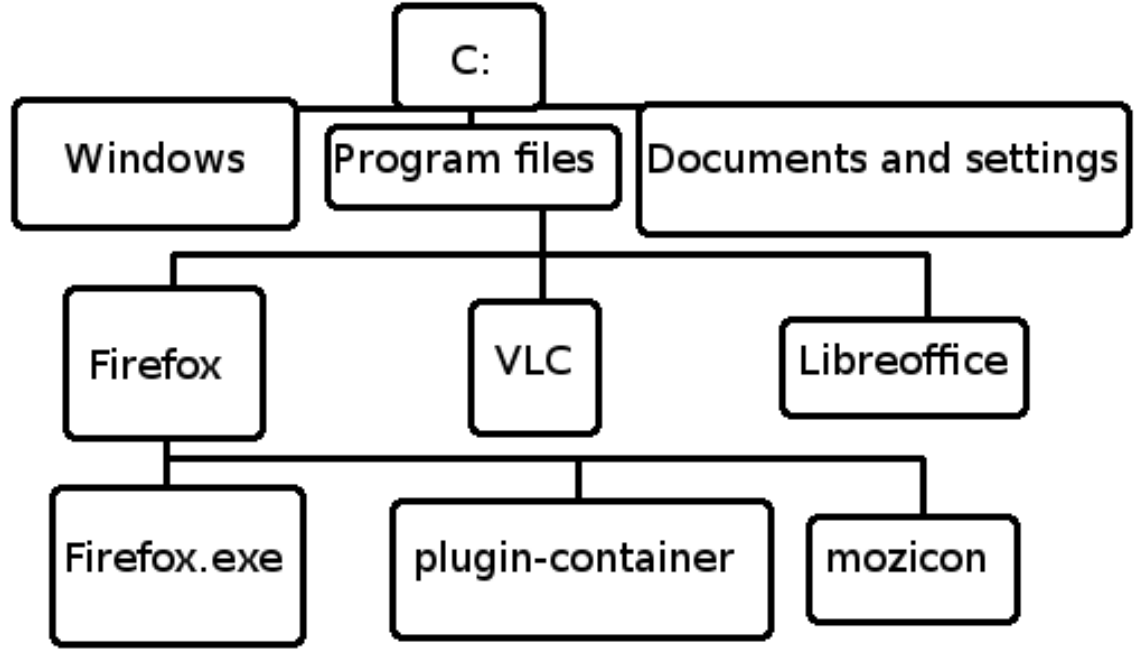 C:
Windows
Program files
Documents and settings
Firefox
VLC
Libreoffice
Firefox.exe
plugin-container
mozicon